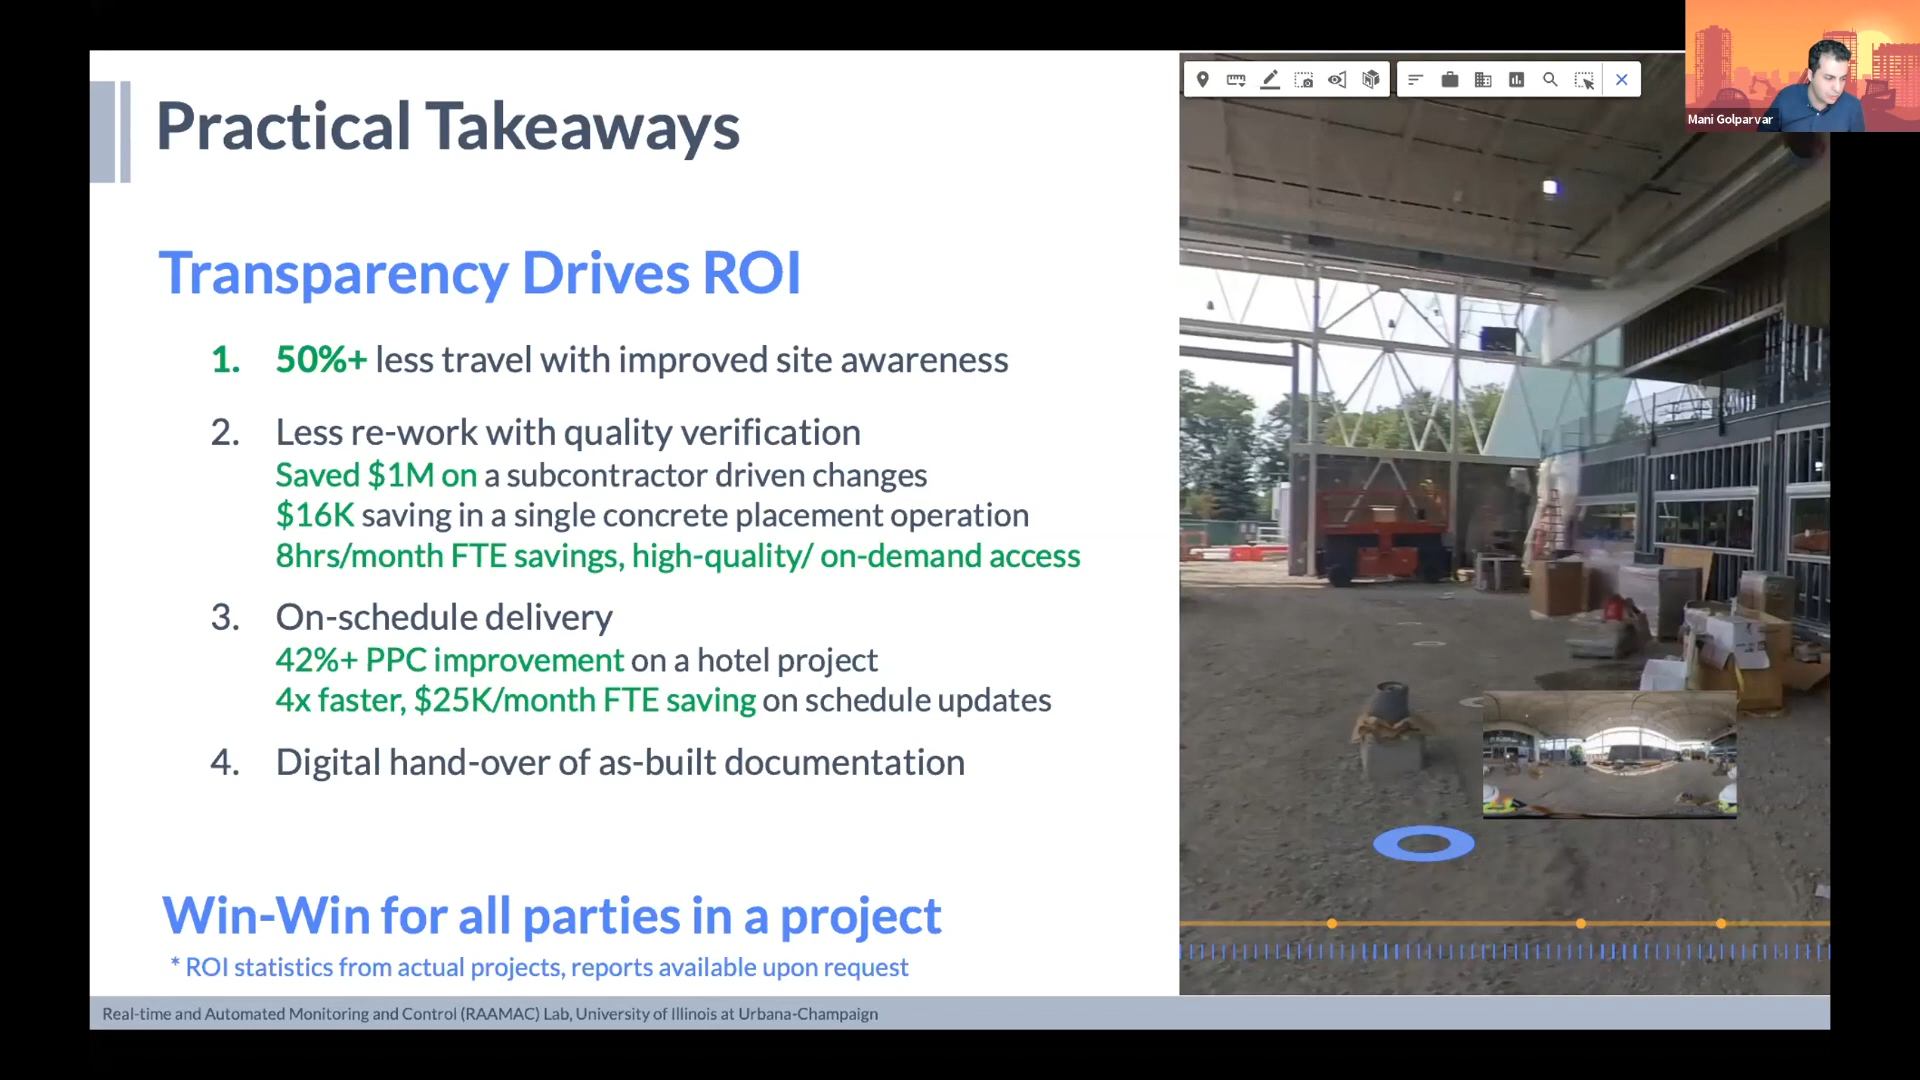 Practical Takeaways
Mani Golparvar
Transparency Drives ROI
1. 50%+ less travel with improved site awareness
2. Less re-work with quality verification
Saved $1M on a subcontractor driven changes
$16K saving in a single concrete placement operation
8hrs/month FTE savings, high-quality/ on-demand access
3. On-schedule delivery
42%+ PPC improvement on a hotel project
4x faster, $25K/month FTE saving on schedule updates
4. Digital hand-over of as-built documentation
Win-Win for all parties in a project
* ROI statistics from actual projects, reports available upon request
Real-time and Automated Monitoring and Control (RAAMAC) Lab, University of Illinois at Urbana-Champaign